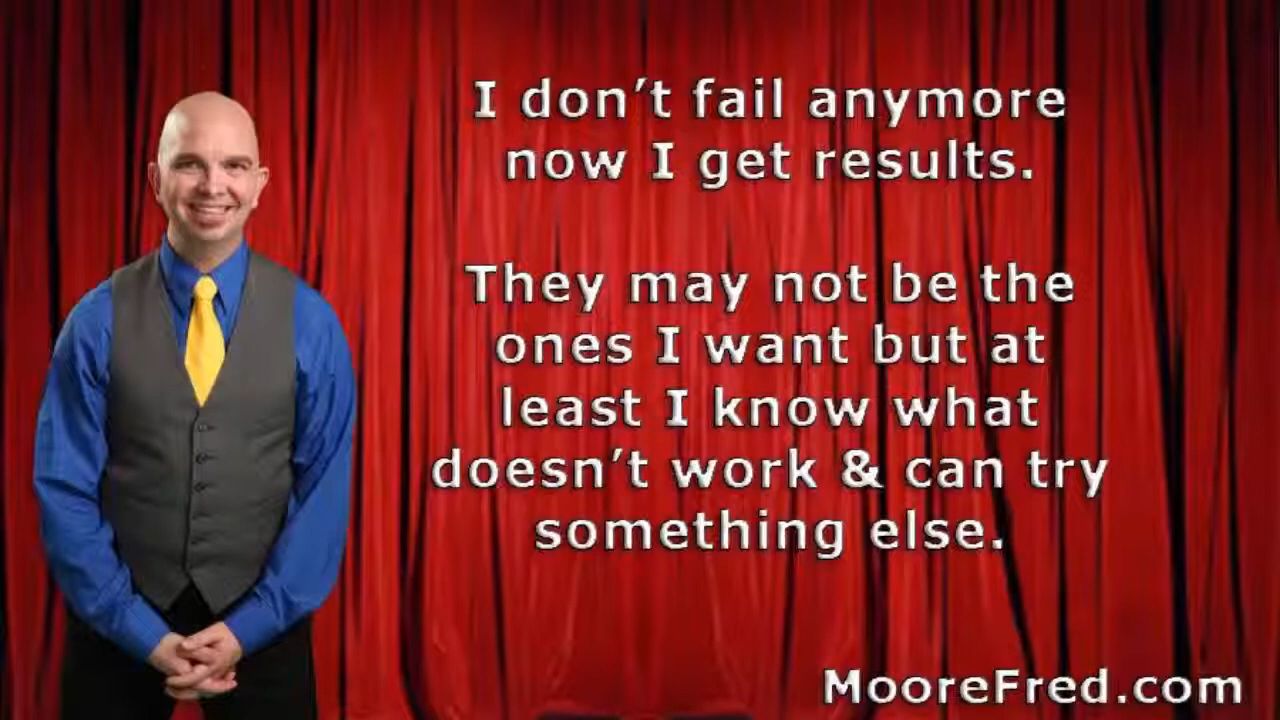 I don't fail anymore
now I get results.
They may not be the
ones I want but at
least I know what
doesn't work & can try
something else.
MooreFred.com